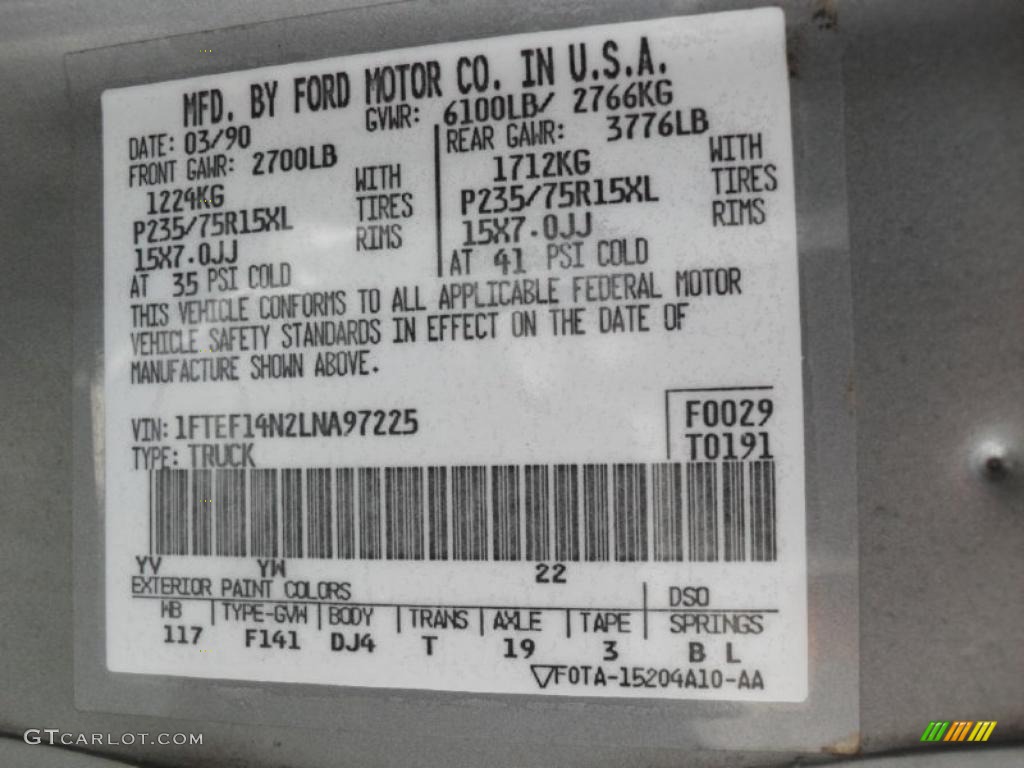 MFD. BY FORD MOTOR CO. IN U.S.A.
DATE: 03/90 GVWR: 6100LB/ 2766KG
FRONT GAWR: 2700LB
1224KG WITH
P235/75R15XL TIRES
15X7.0JJ RIMS
AT 35 PSI COLD
REAR GAWR: 3776LB
1712KG WITH
P235/75R15XL TIRES
15X7.0JJ RIMS
AT 41 PSI COLD
THIS VEHICLE CONFORMS TO ALL APPLICABLE FEDERAL MOTOR
VEHICLE SAFETY STANDARDS IN EFFECT ON THE DATE OF
MANUFACTURE SHOWN ABOVE.
VIN: 1FTEF14N2LNA97225 F0029
TYPE: TRUCK T0191
YV YW 22
EXTERIOR PAINT COLORS DSO
WB TYPE-GVW BODY TRANS AXLE TAPE SPRINGS
117 F141 DJ4 T 19 3 B L
F0TA-15204A10-AA
GTCARLOT.COM